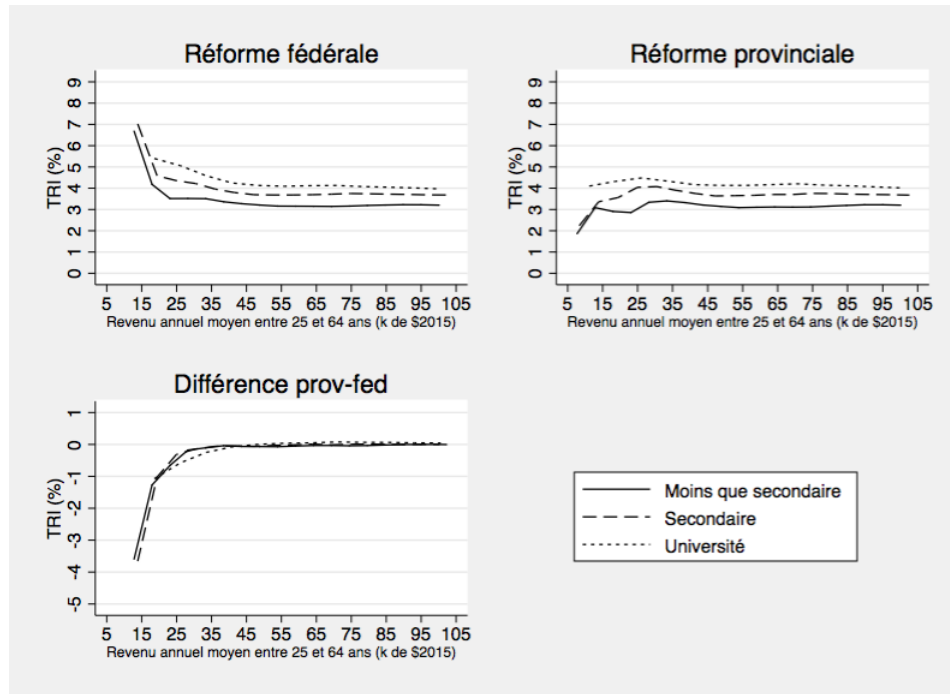 Réforme fédérale
TRI (%)
9
8
7
6
5
4
3
2
1
0
5 15 25 35 45 55 65 75 85 95 105
Revenu annuel moyen entre 25 et 64 ans (k de $2015)
Réforme provinciale
TRI (%)
9
8
7
6
5
4
3
2
1
0
5 15 25 35 45 55 65 75 85 95 105
Revenu annuel moyen entre 25 et 64 ans (k de $2015)
Différence prov-fed
TRI (%)
1
0
-1
-2
-3
-4
-5
5 15 25 35 45 55 65 75 85 95 105
Revenu annuel moyen entre 25 et 64 ans (k de $2015)
Moins que secondaire
Secondaire
Université